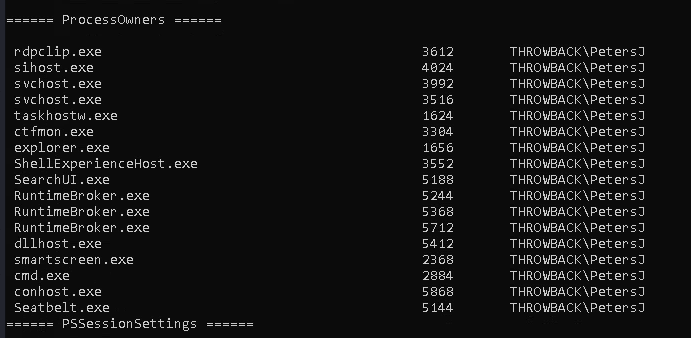 ====== ProcessOwners ======
rdpclip.exe 3612 THROWBACK\PetersJ
sihost.exe 4024 THROWBACK\PetersJ
svchost.exe 3992 THROWBACK\PetersJ
svchost.exe 3516 THROWBACK\PetersJ
taskhostw.exe 1624 THROWBACK\PetersJ
ctfmon.exe 3304 THROWBACK\PetersJ
explorer.exe 1656 THROWBACK\PetersJ
ShellExperienceHost.exe 3552 THROWBACK\PetersJ
SearchUI.exe 5188 THROWBACK\PetersJ
RuntimeBroker.exe 5244 THROWBACK\PetersJ
RuntimeBroker.exe 5368 THROWBACK\PetersJ
RuntimeBroker.exe 5712 THROWBACK\PetersJ
dllhost.exe 5412 THROWBACK\PetersJ
smartscreen.exe 2368 THROWBACK\PetersJ
cmd.exe 2884 THROWBACK\PetersJ
conhost.exe 5868 THROWBACK\PetersJ
Seatbelt.exe 5144 THROWBACK\PetersJ
====== PSSessionSettings ======